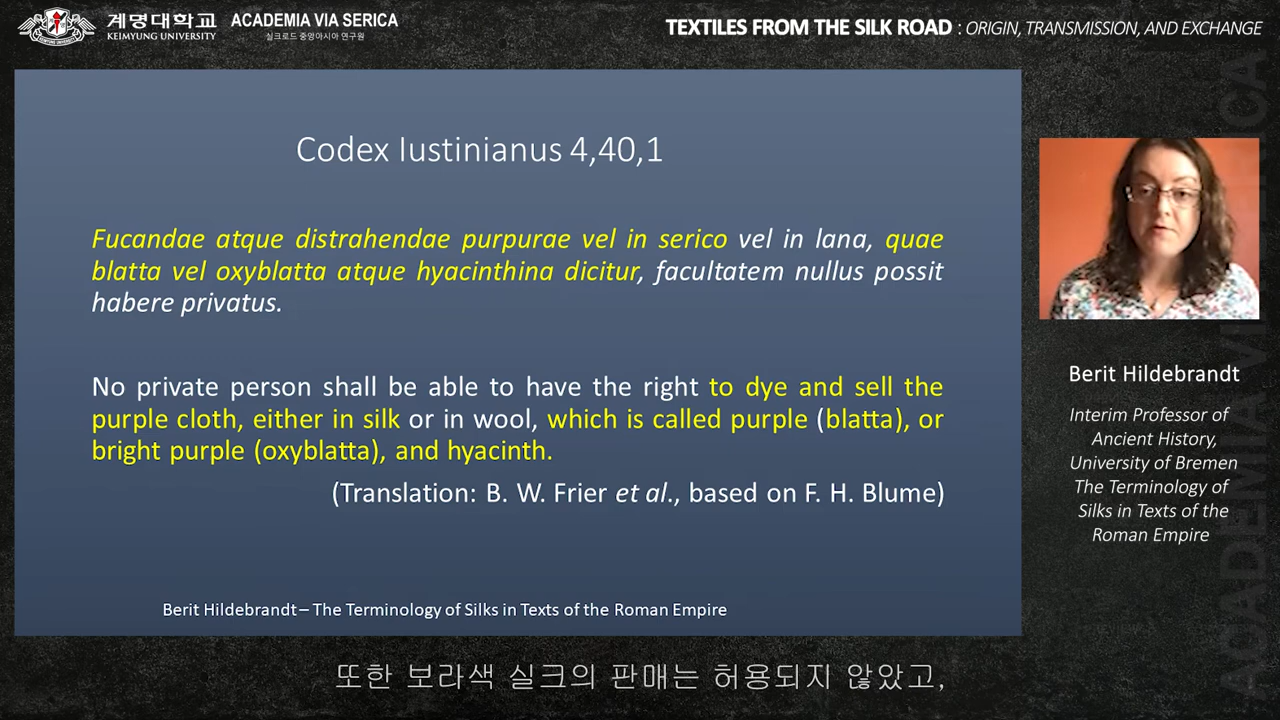 계명대학교
KEIMYUNG UNIVERSITY
ACADEMIA VIA SERICA
실크로드 중앙아시아 연구원
TEXTILES FROM THE SILK ROAD : ORIGIN, TRANSMISSION, AND EXCHANGE
Codex Iustinianus 4,40,1
Fucandae atque distrahendae purpurae vel in serico vel in lana, quae
blatta vel oxyblatta atque hyacinthina dicitur, facultatem nullus possit
habere privatus.
No private person shall be able to have the right to dye and sell the
purple cloth, either in silk or in wool, which is called purple (blatta), or
bright purple (oxyblatta), and hyacinth.
(Translation: B. W. Frier et al., based on F. H. Blume)
Berit Hildebrandt – The Terminology of Silks in Texts of the Roman Empire
Berit Hildebrandt
Interim Professor of
Ancient History,
University of Bremen
The Terminology of
Silks in Texts of the
Roman Empire
ACADEMIA VIA SERICA
또한 보라색 실크의 판매는 허용되지 않았고,